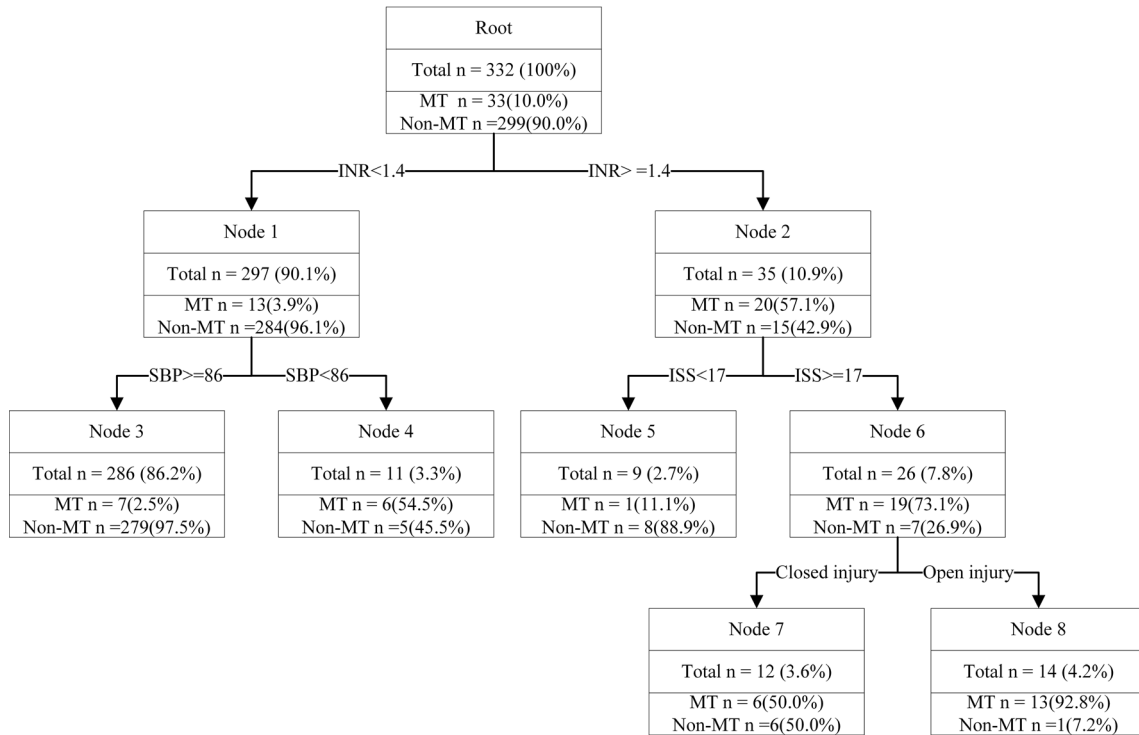 Root
Total n = 332 (100%)
MT n = 33(10.0%)
Non-MT n =299(90.0%)
INR<1.4
INR> =1.4
Node 1
Total n = 297 (90.1%)
MT n = 13(3.9%)
Non-MT n =284(96.1%)
Node 2
Total n = 35 (10.9%)
MT n = 20(57.1%)
Non-MT n =15(42.9%)
SBP>=86
SBP<86
ISS<17
ISS>=17
Node 3
Total n = 286 (86.2%)
MT n = 7(2.5%)
Non-MT n =279(97.5%)
Node 4
Total n = 11 (3.3%)
MT n = 6(54.5%)
Non-MT n =5(45.5%)
Node 5
Total n = 9 (2.7%)
MT n = 1(11.1%)
Non-MT n = 8(88.9%)
Node 6
Total n = 26 (7.8%)
MT n = 19(73.1%)
Non-MT n =7(26.9%)
Closed injury
Open injury
Node 7
Total n = 12 (3.6%)
MT n = 6(50.0%)
Non-MT n =6(50.0%)
Node 8
Total n = 14 (4.2%)
MT n = 13(92.8%)
Non-MT n =1(7.2%)